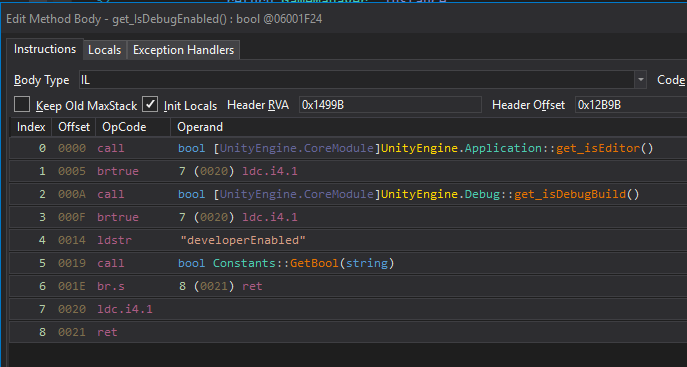 Edit Method Body - get_IsDebugEnabled() : bool @06001F24
Instructions Locals Exception Handlers
Body Type IL Code
Keep Old MaxStack Init Locals Header RVA 0x1499B Header Offset 0x12B9B
Index Offset OpCode Operand
0 0000 call bool [UnityEngine.CoreModule]UnityEngine.Application::get_isEditor()
1 0005 brtrue 7 (0020) ldc.i4.1
2 000A call bool [UnityEngine.CoreModule]UnityEngine.Debug::get_isDebugBuild()
3 000F brtrue 7 (0020) ldc.i4.1
4 0014 ldstr "developerEnabled"
5 0019 call bool Constants::GetBool(string)
6 001E br.s 8 (0021) ret
7 0020 ldc.i4.1
8 0021 ret